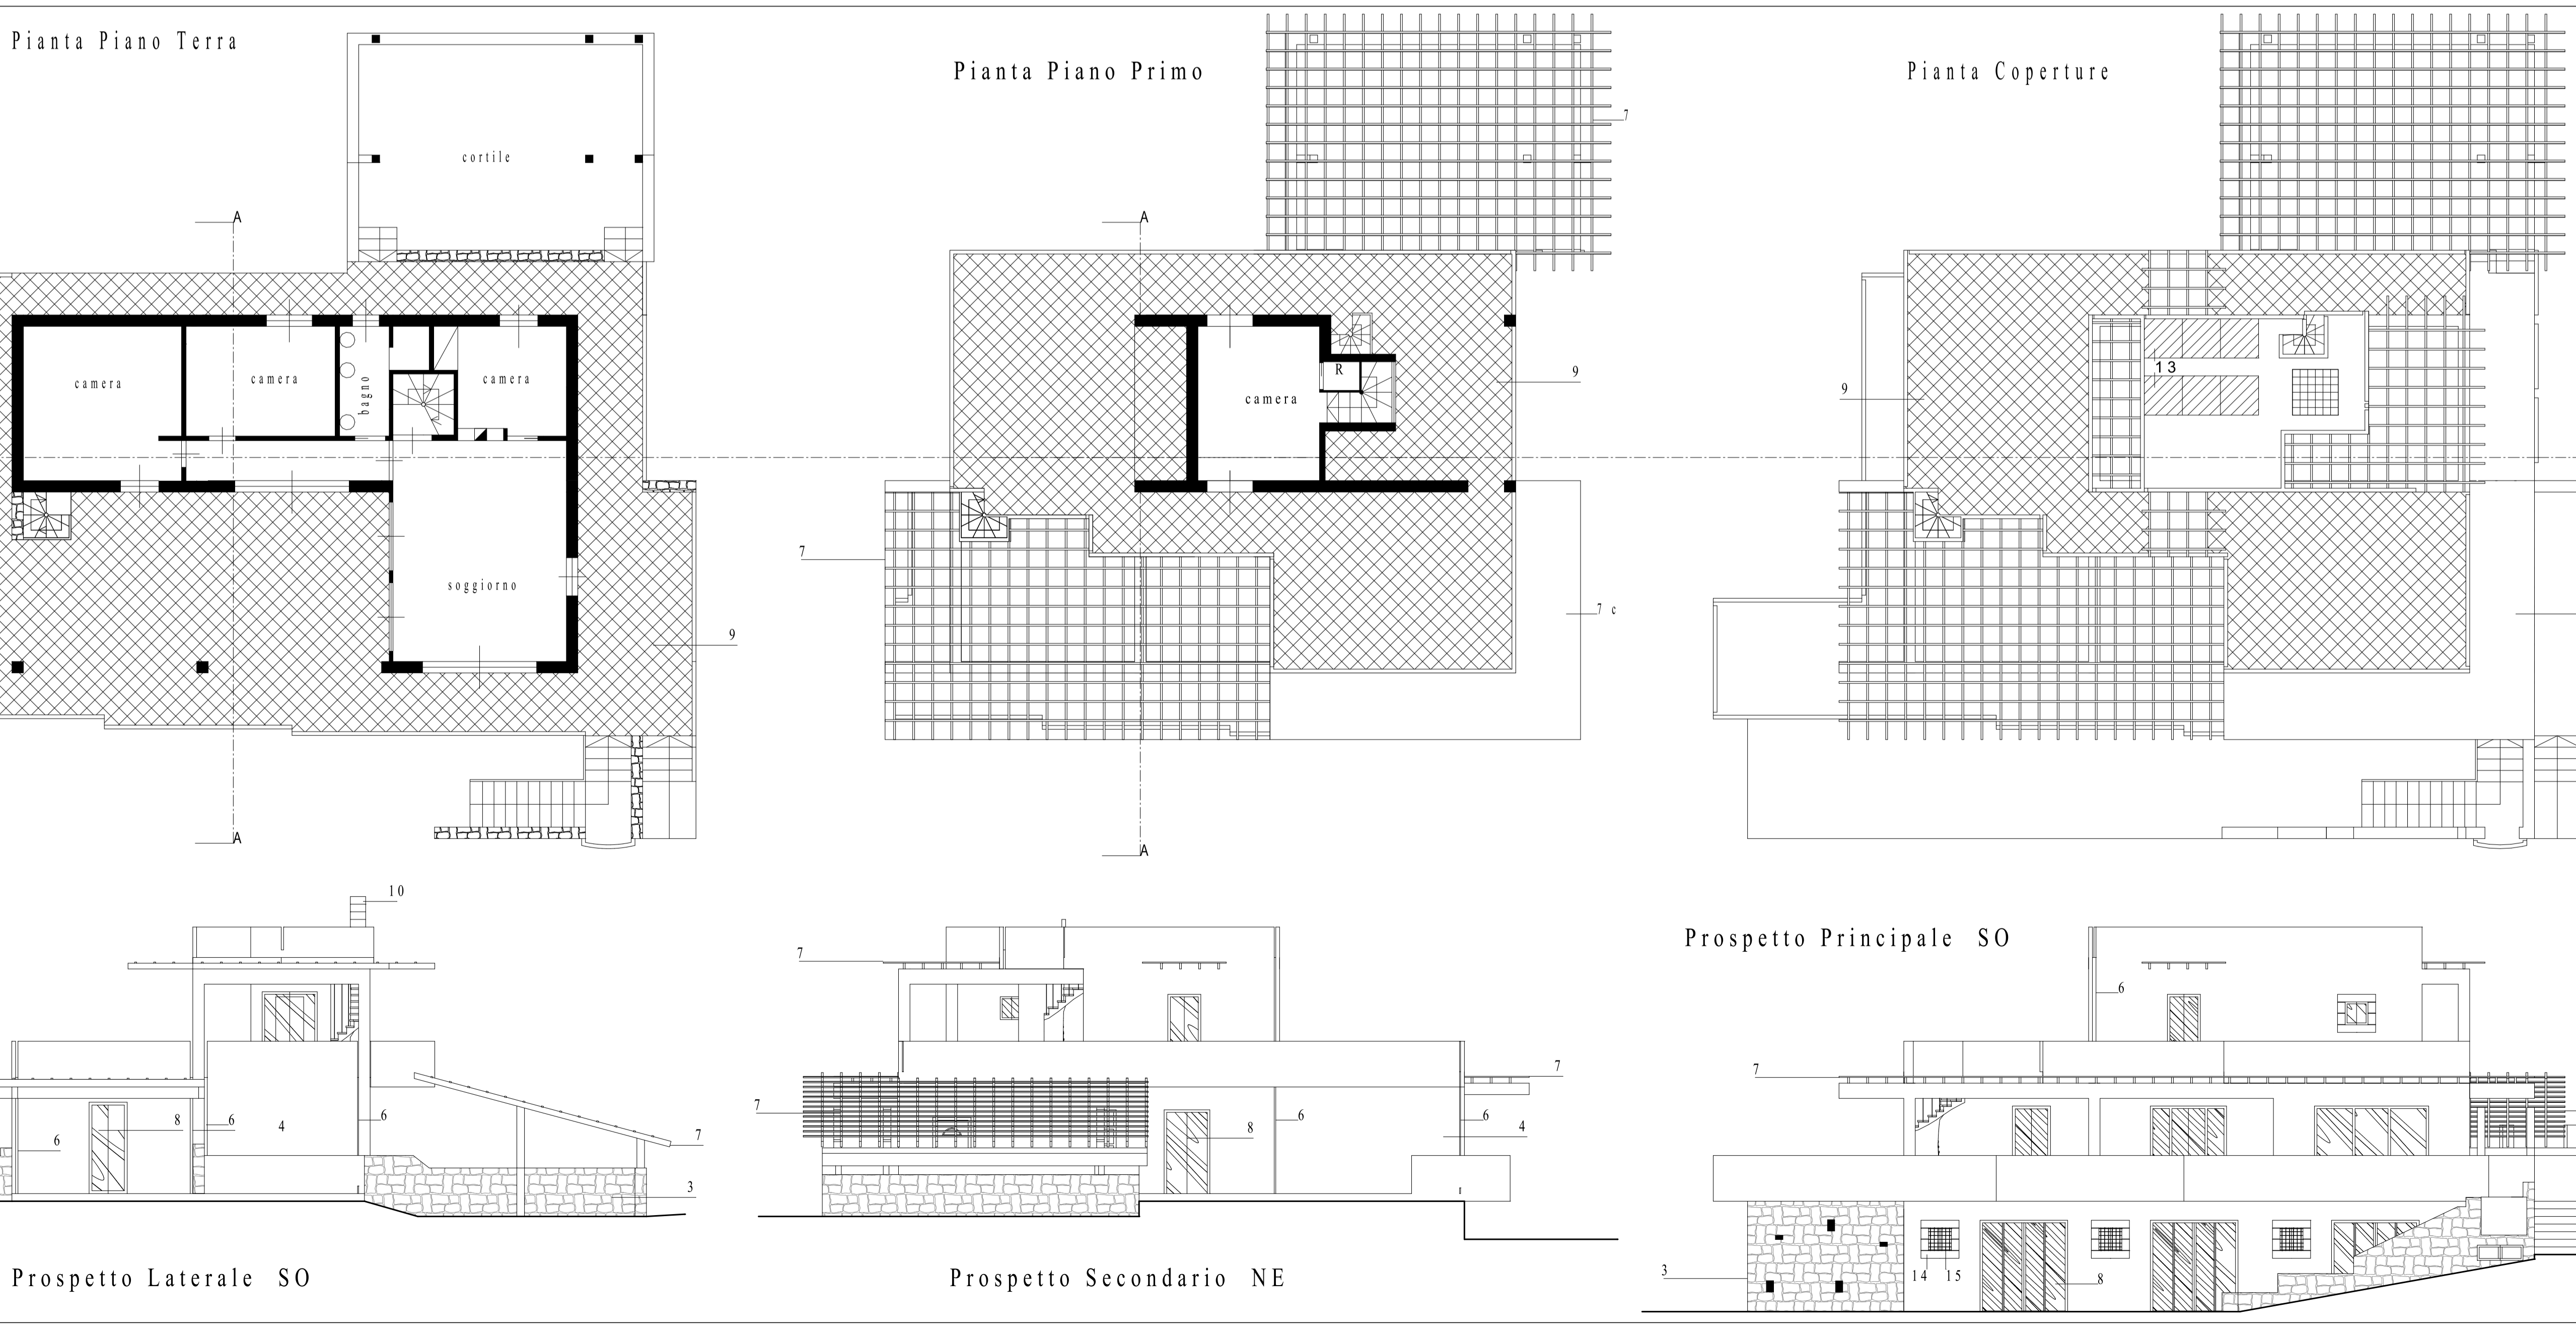 Pianta Piano Terra
cortile
A
camera
camera
bagno
camera
soggiorno
9
A
Pianta Piano Primo
7
A
R
camera
9
7
7 c
A
Pianta Coperture
13
9
10
7
8
6
6
4
6
7
3
Prospetto Laterale SO
7
7
7
6
6
8
4
Prospetto Secondario NE
Prospetto Principale SO
6
7
3
14
15
8